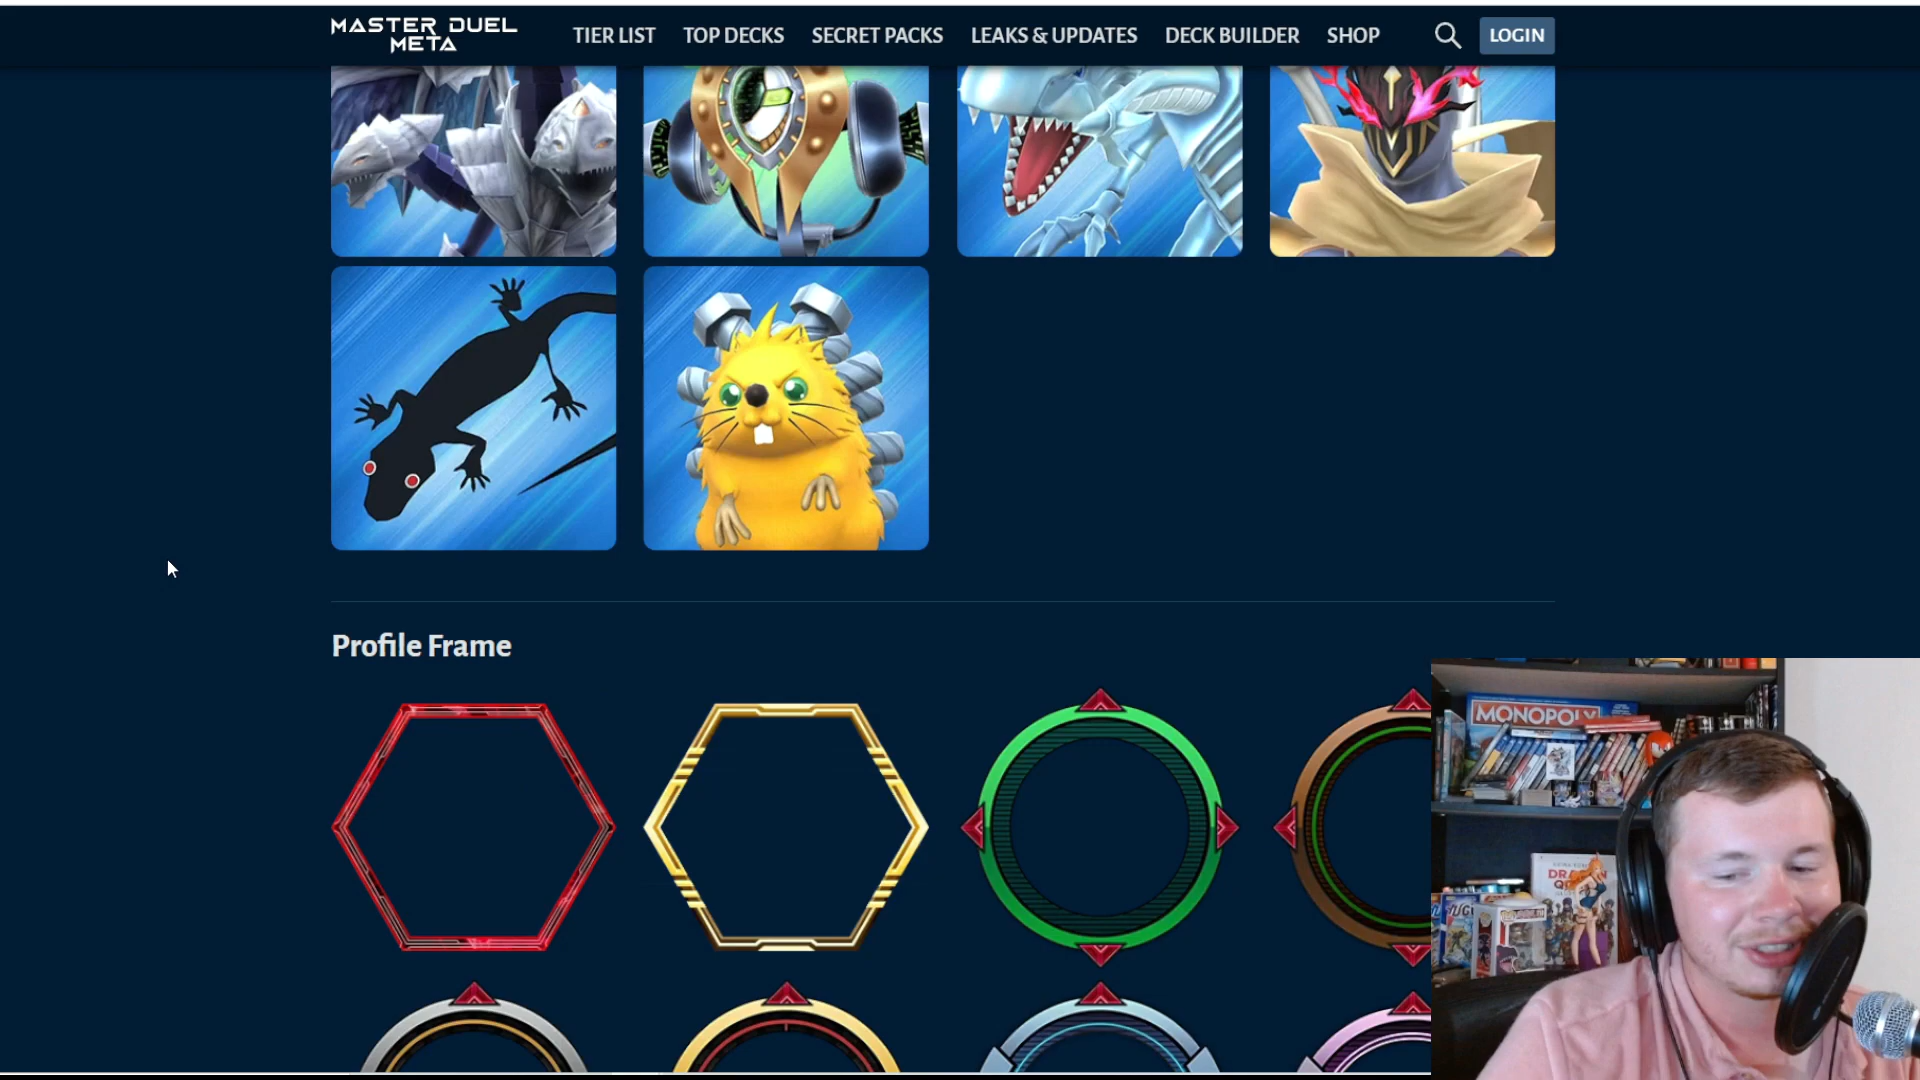 MASTER DUEL
META
TIER LIST
TOP DECKS
SECRET PACKS
LEAKS & UPDATES
DECK BUILDER
SHOP
LOGIN
Profile Frame
MONOPOLY